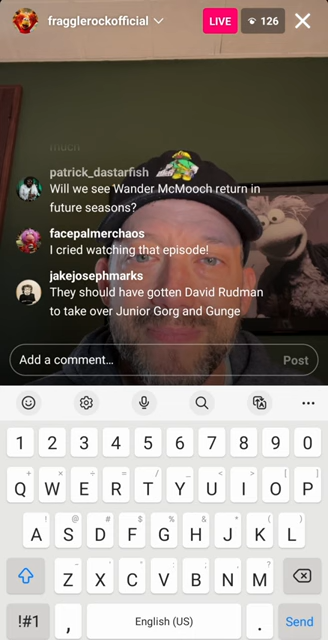 fragglerockofficial
LIVE
126
much
patrick_dastarfish
Will we see Wander McMooch return in
future seasons?
facepalmerchaos
I cried watching that episode!
jakejosephmarks
They should have gotten David Rudman
to take over Junior Gorg and Gunge
Add a comment...
Post
1 2 3 4 5 6 7 8 9 0
+ × ÷ = / _ < > [ ]
Q W E R T Y U I O P
! @ # $ % & * ( )
A S D F G H J K L
- ' " : ; , ?
Z X C V B N M
!#1 , English (US) . Send